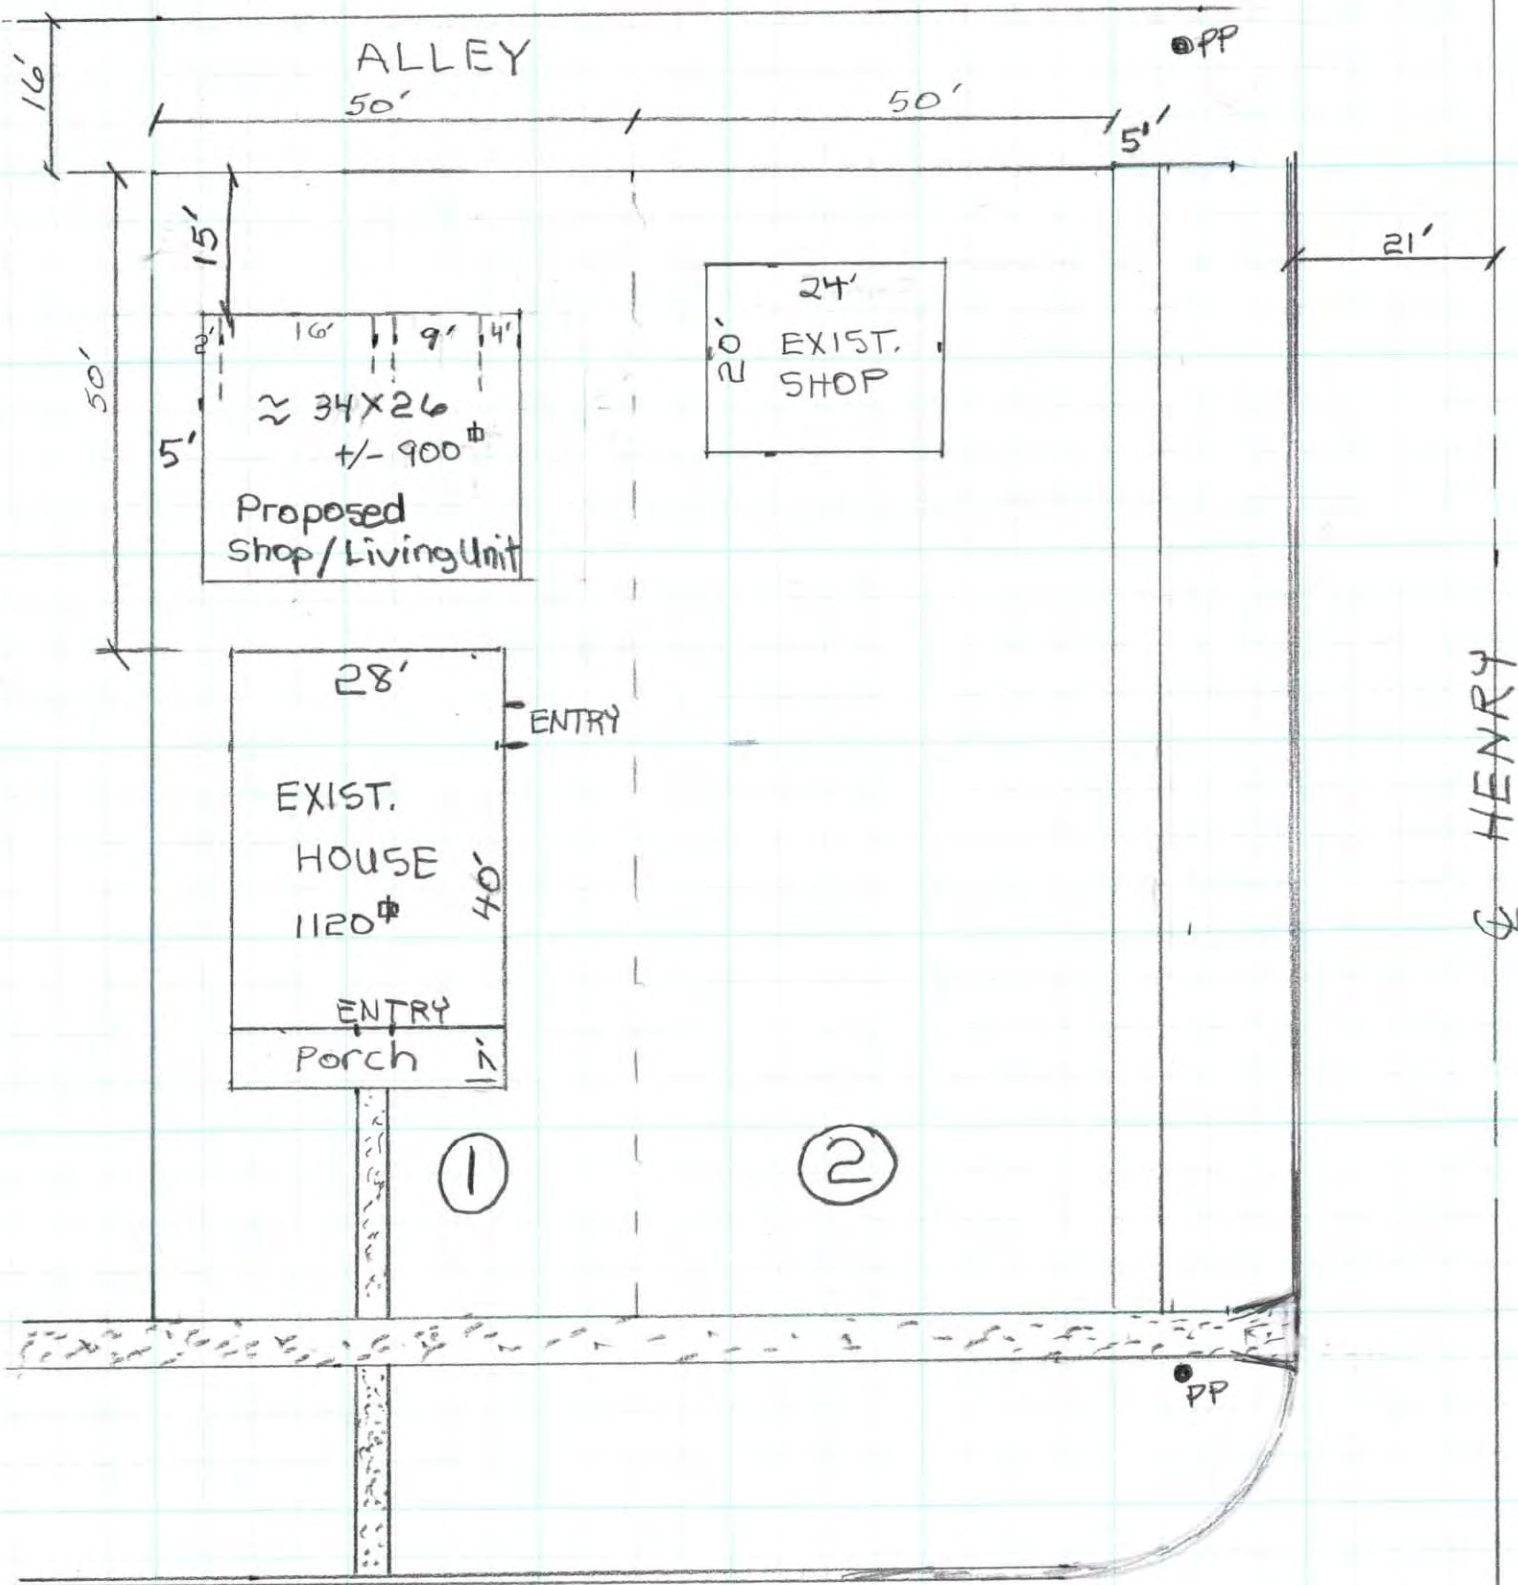 16'
ALLEY
PP
50'
50'
5'
15'
21'
24'
20'
EXIST.
SHOP
2'
16'
9'
4'
50'
≈ 34X26
+/- 900
5'
Proposed
Shop/Living Unit
28'
ENTRY
EXIST.
HOUSE
1120
40'
ENTRY
Porch
℄ HENRY
1
2
PP